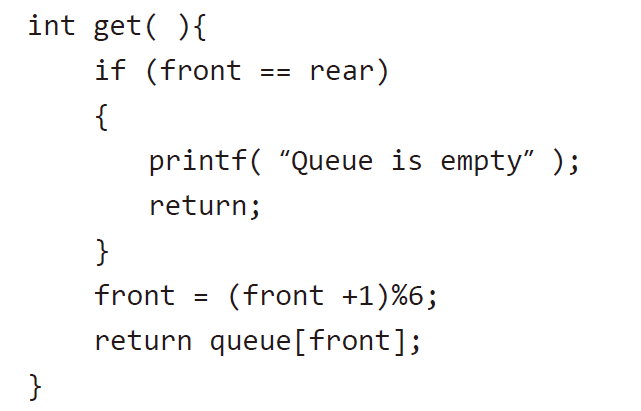 int get( ){
if (front == rear)
{
printf( “Queue is empty” );
return;
}
front = (front +1)%6;
return queue[front];
}